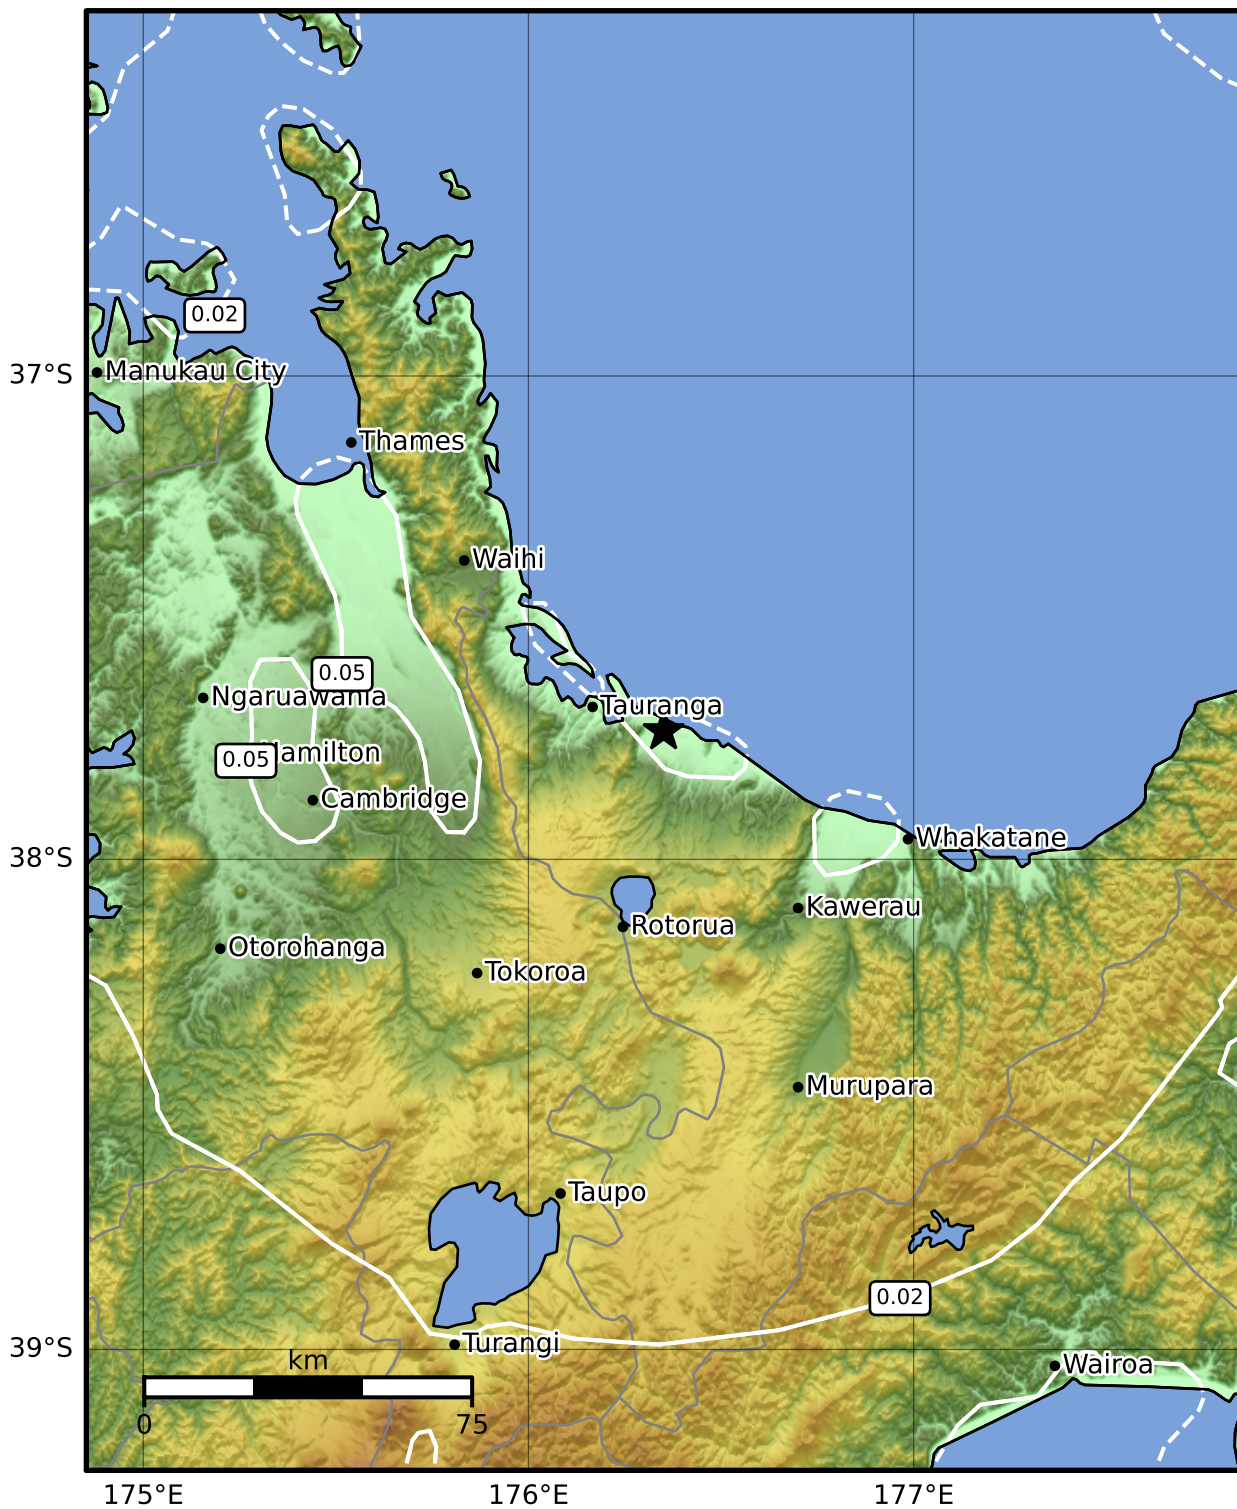 0.02
37°S
Manukau City
Thames
Waihi
0.05
Ngaruawahia
Tauranga
0.05
Hamilton
Cambridge
Whakatane
38°S
Kawerau
Rotorua
Otorohanga
Tokoroa
Murupara
Taupo
0.02
Turangi
39°S
km
Wairoa
0 75
175°E 176°E 177°E